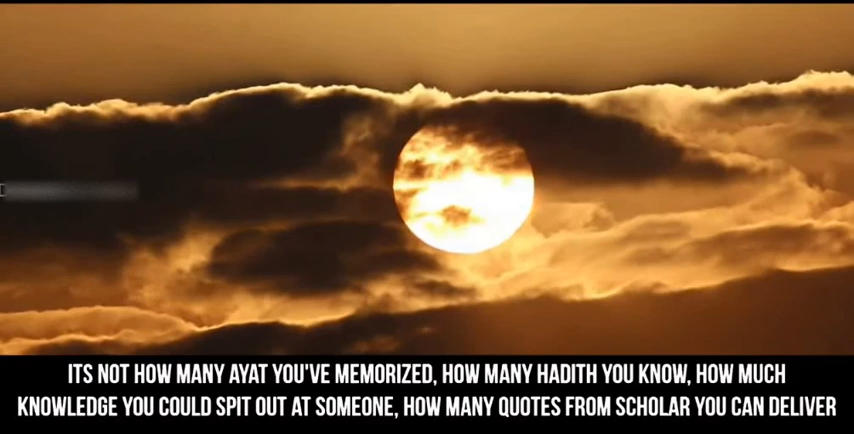 ITS NOT HOW MANY AYAT YOU'VE MEMORIZED, HOW MANY HADITH YOU KNOW, HOW MUCH
KNOWLEDGE YOU COULD SPIT OUT AT SOMEONE, HOW MANY QUOTES FROM SCHOLAR YOU CAN DELIVER